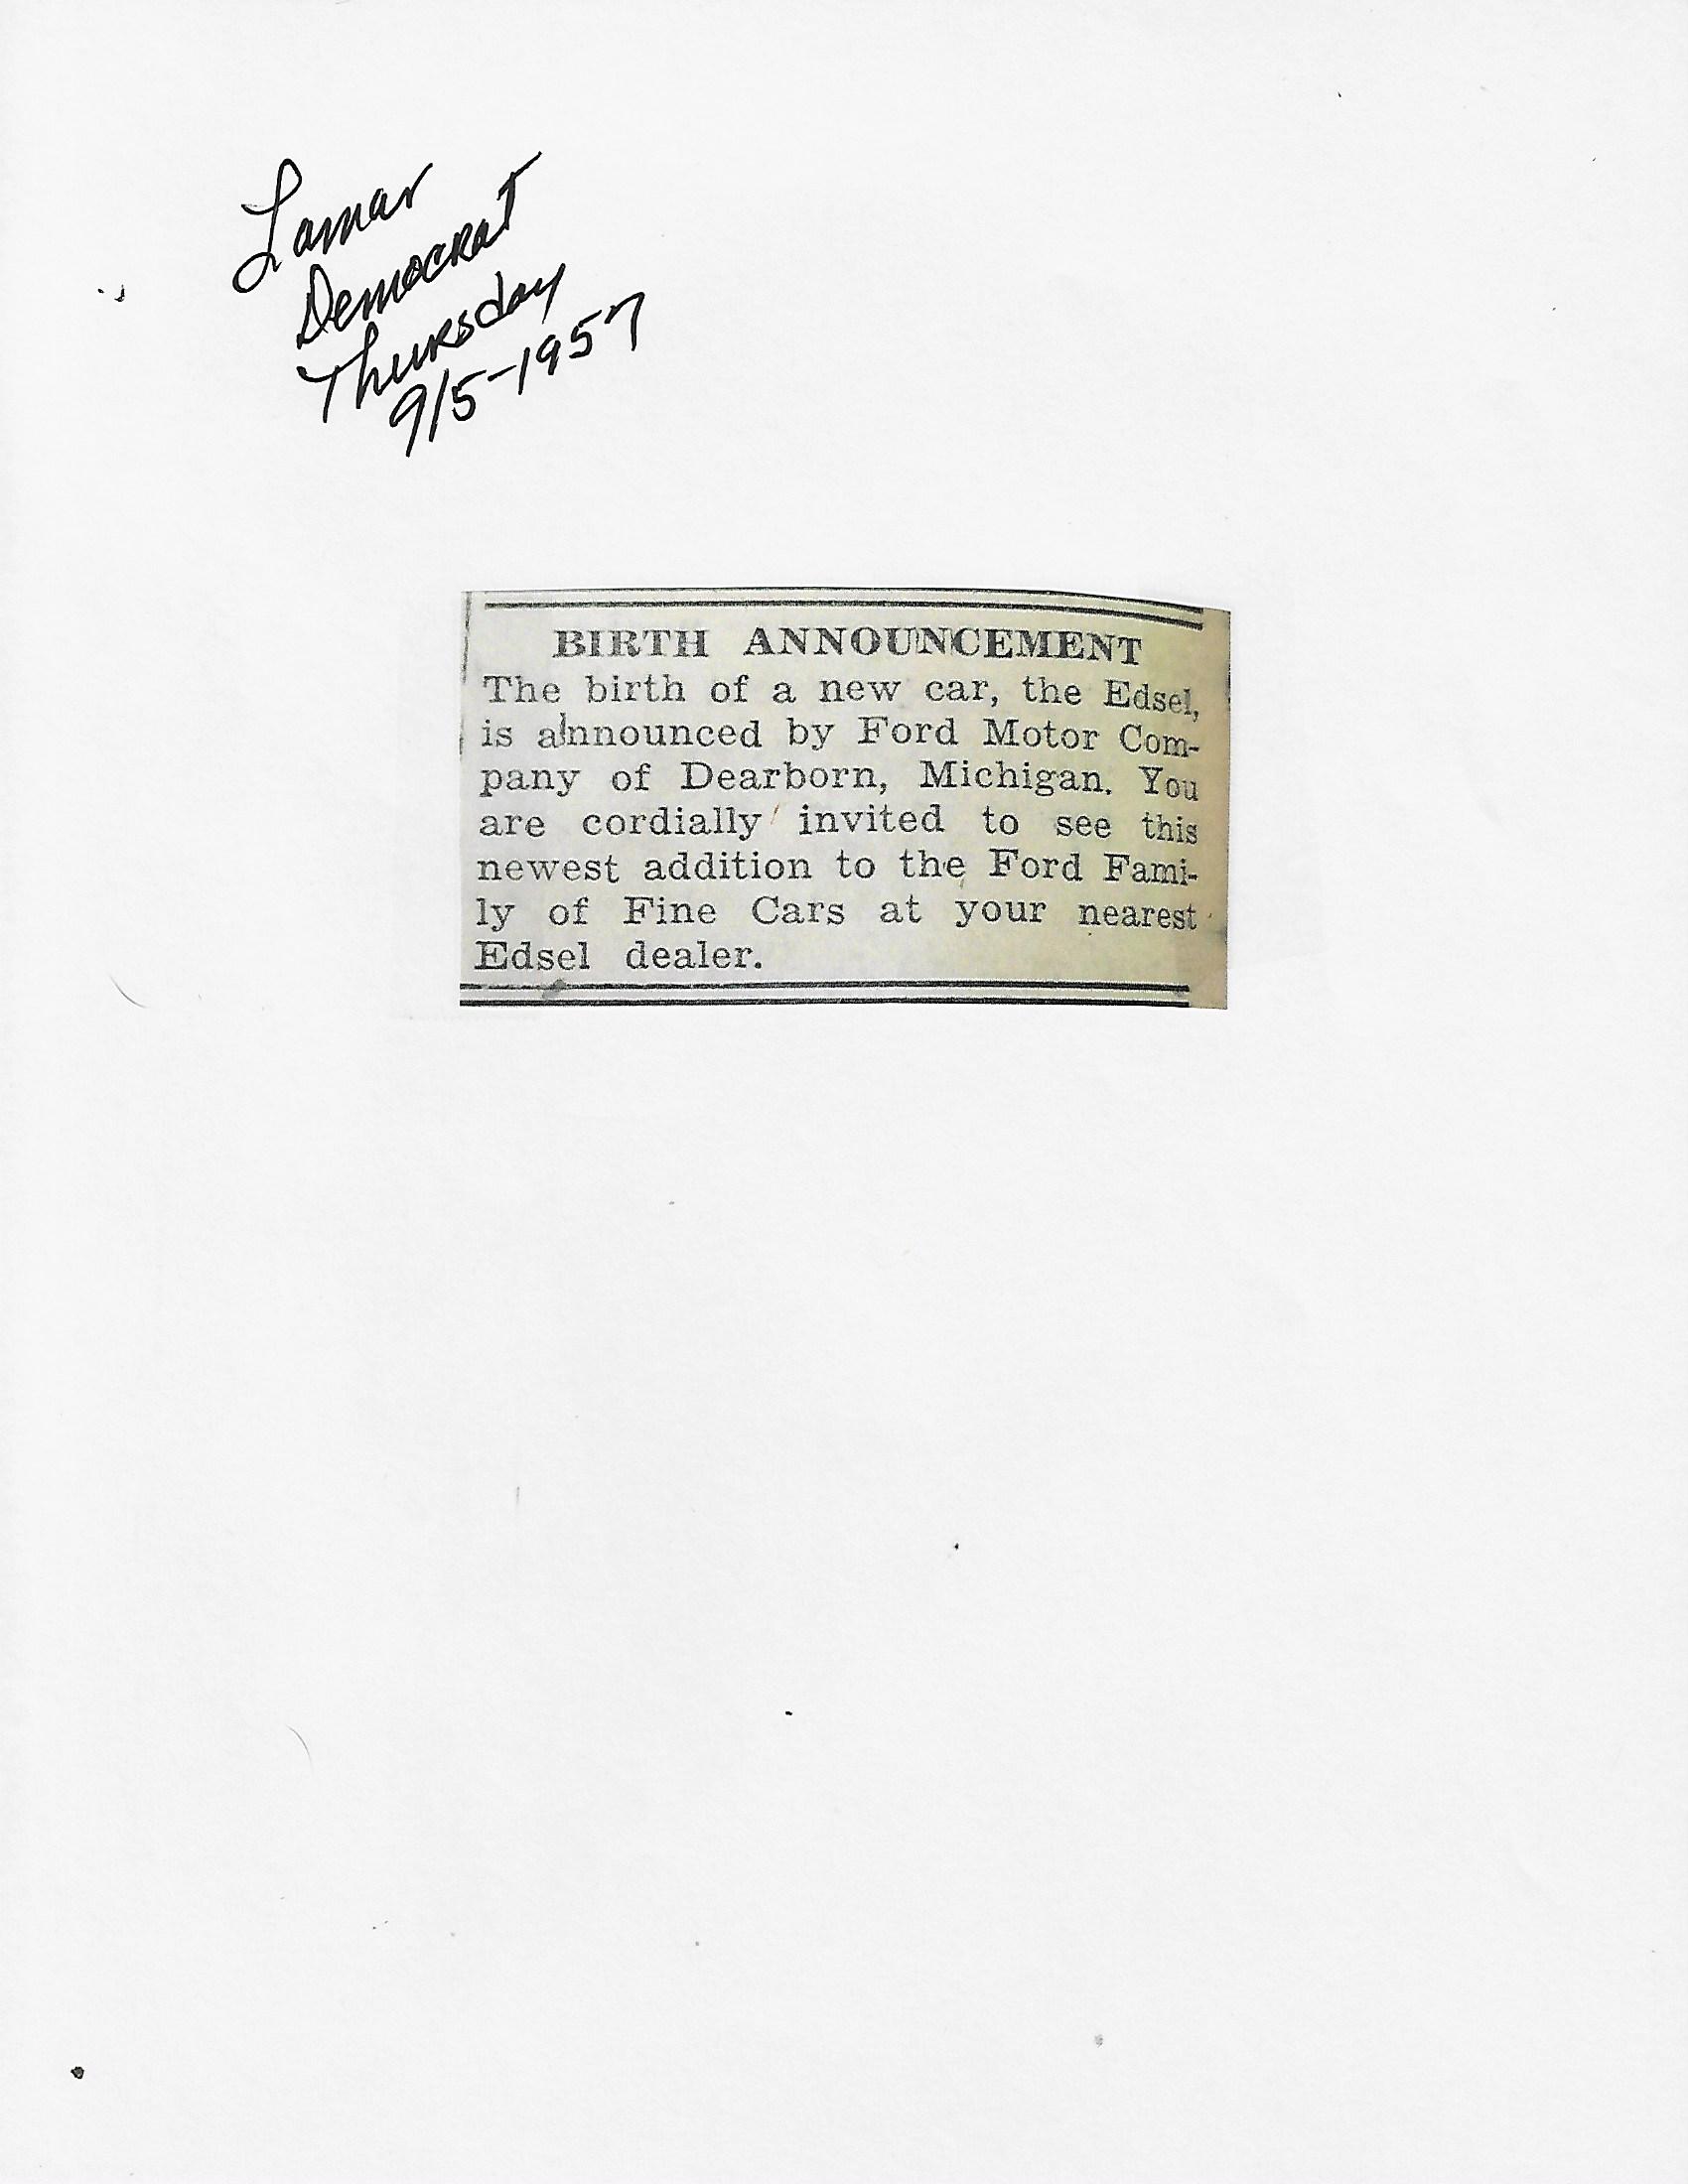 Lamar
Democrat
Thursday
9/5-1957
BIRTH ANNOUNCEMENT
The birth of a new car, the Edsel,
is announced by Ford Motor Com-
pany of Dearborn, Michigan. You
are cordially invited to see this
newest addition to the Ford Fami-
ly of Fine Cars at your nearest
Edsel dealer.